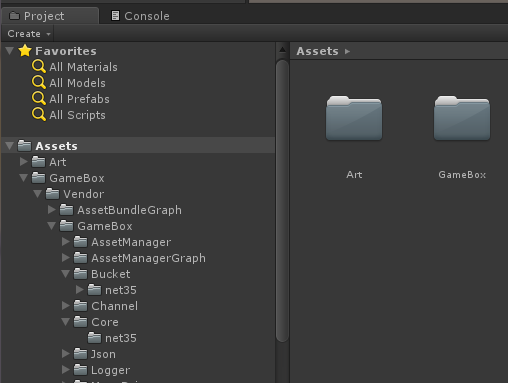 Project
Console
Create
Favorites
All Materials
All Models
All Prefabs
All Scripts
Assets
Art
GameBox
Vendor
AssetBundleGraph
GameBox
AssetManager
AssetManagerGraph
Bucket
net35
Channel
Core
net35
Json
Logger
Assets
Art
GameBox